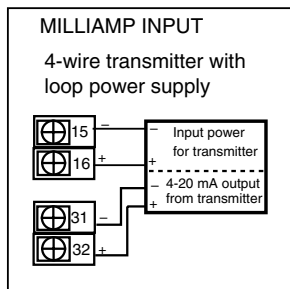 MILLIAMP INPUT
4-wire transmitter with
loop power supply
15 – – Input power
for transmitter
16 + +
31 – – 4-20 mA output
+ from transmitter
32 +